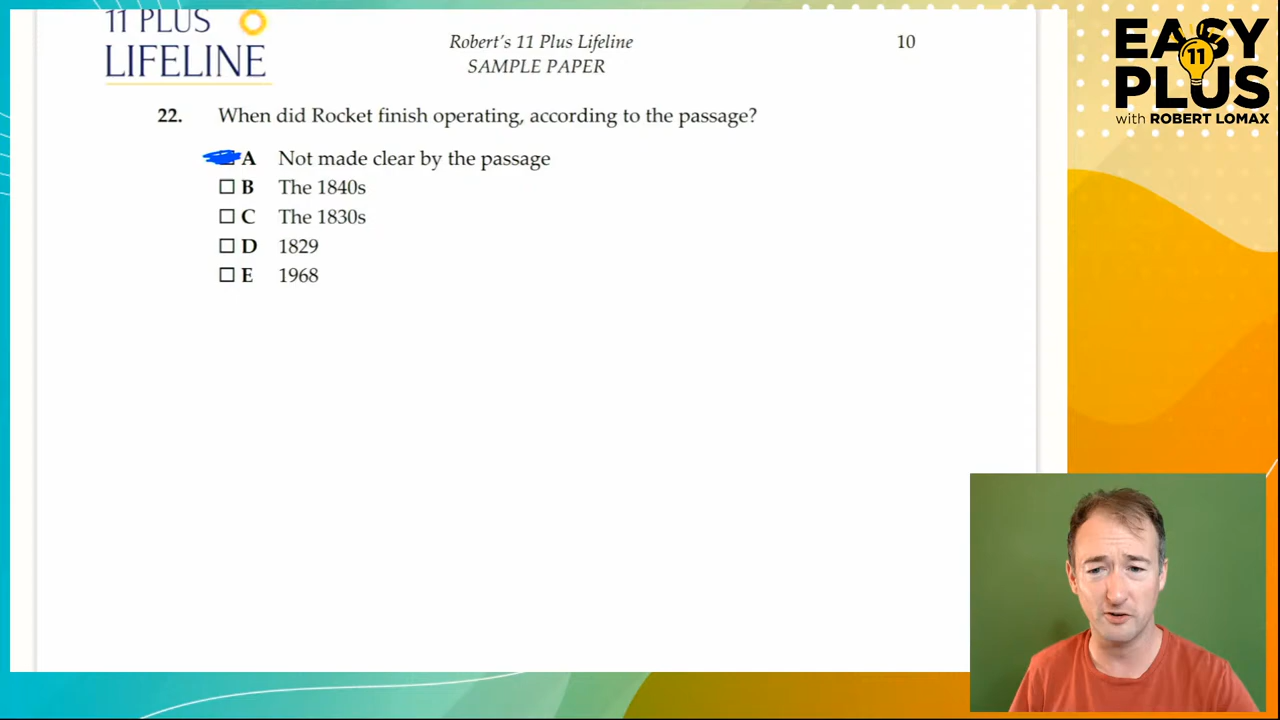 11 PLUS
LIFELINE
Robert's 11 Plus Lifeline
SAMPLE PAPER
10
EASY
11
PLUS
with ROBERT LOMAX
22. When did Rocket finish operating, according to the passage?
A Not made clear by the passage
B The 1840s
C The 1830s
D 1829
E 1968